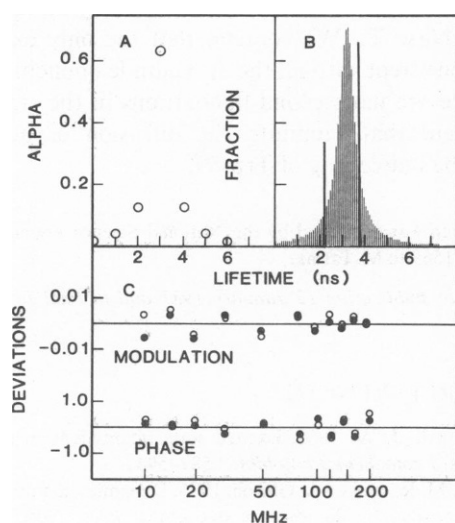 A
B
ALPHA
FRACTION
0.6
0.4
0.2
2 4 6 2 6
LIFETIME (ns)
C
DEVIATIONS
0.01
-0.01
MODULATION
1.0
-1.0
PHASE
10 20 50 100 200
MHz